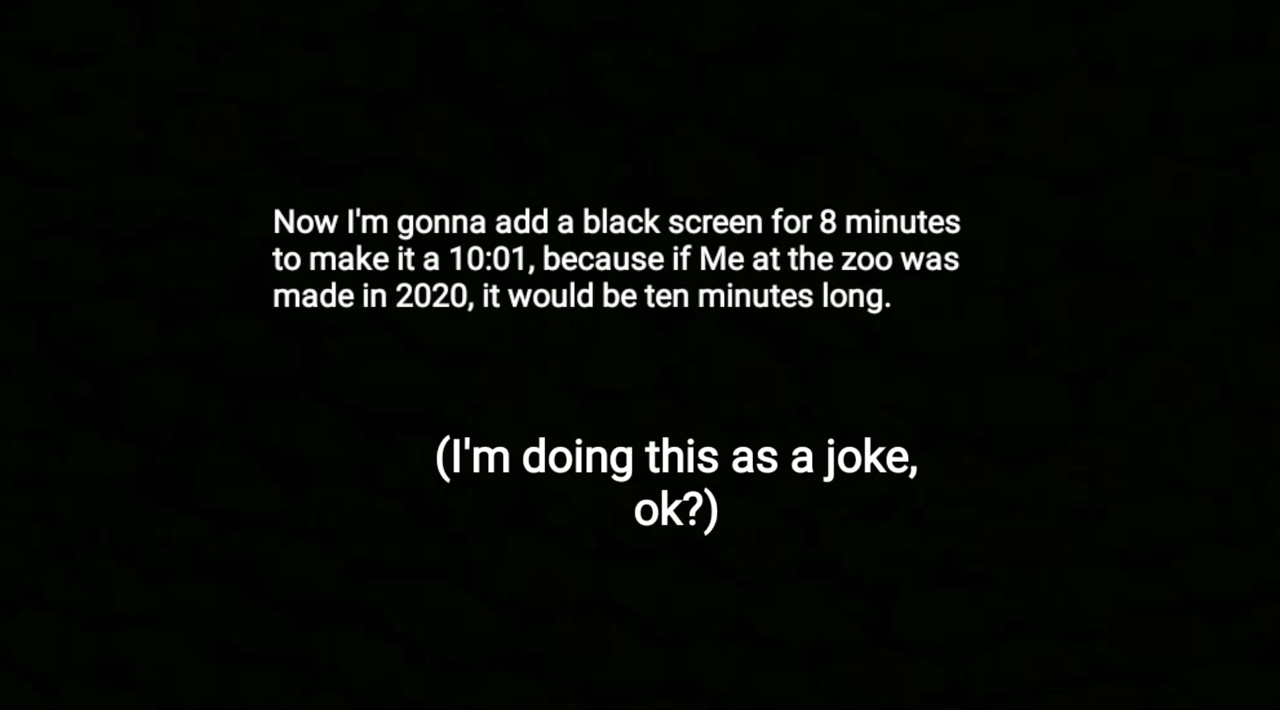 Now I'm gonna add a black screen for 8 minutes
to make it a 10:01, because if Me at the zoo was
made in 2020, it would be ten minutes long.
(I'm doing this as a joke,
ok?)